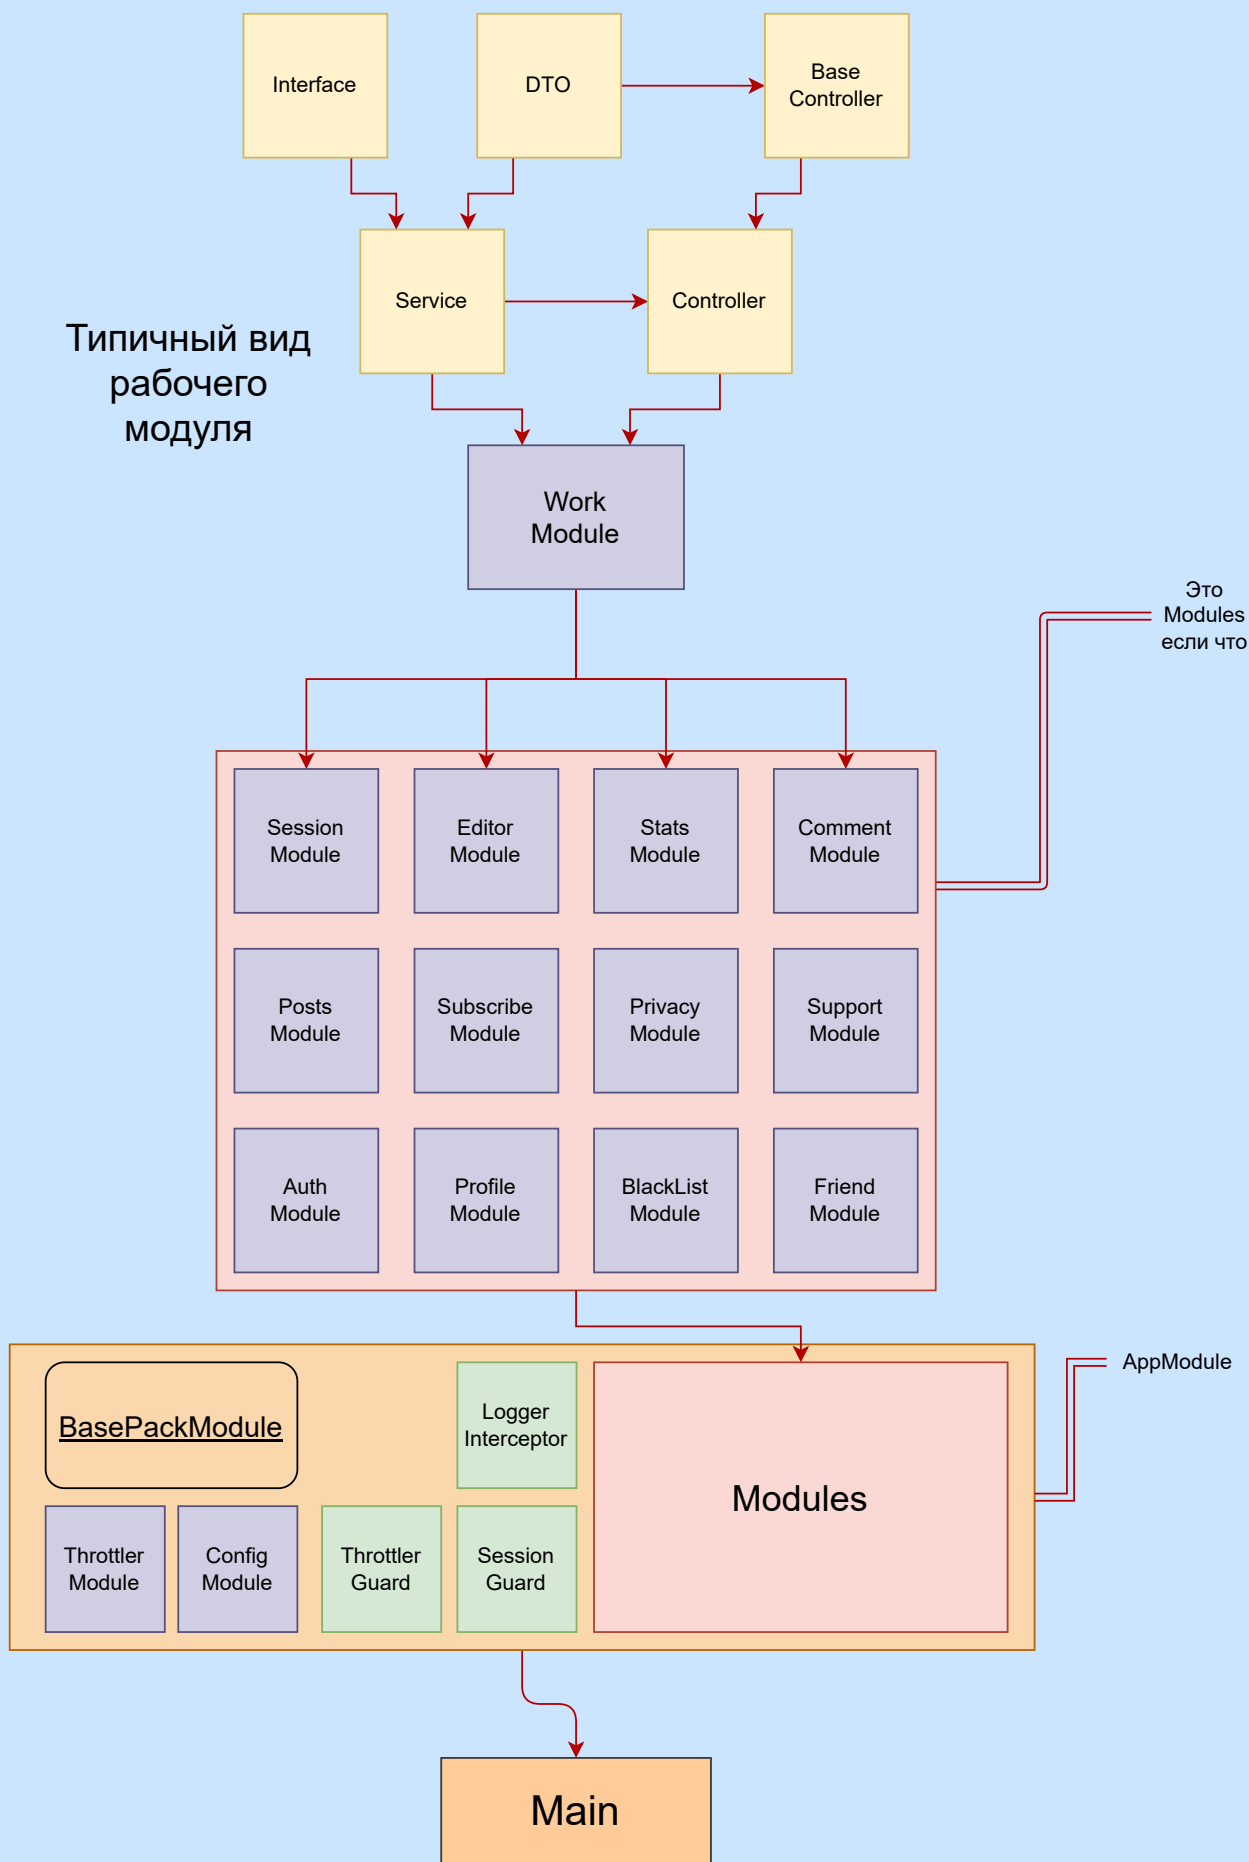 Interface
DTO
Base
Controller
Service
Controller
Типичный вид
рабочего
модуля
Work
Module
Это
Modules
если что
Session
Module
Editor
Module
Stats
Module
Comment
Module
Posts
Module
Subscribe
Module
Privacy
Module
Support
Module
Auth
Module
Profile
Module
BlackList
Module
Friend
Module
AppModule
BasePackModule
Logger
Interceptor
Modules
Throttler
Module
Config
Module
Throttler
Guard
Session
Guard
Main